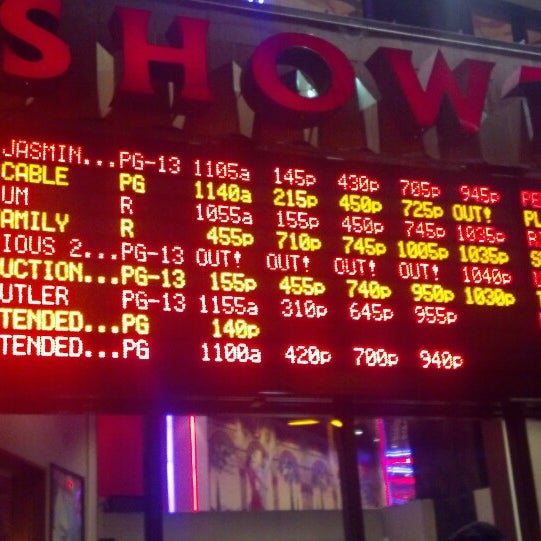 SHOWT
JASMIN...PG-13 1105a 145p 430p 705p 945p PE
CABLE PG 1140a 215p 450p 725p OUT! PL
UM R 1055a 155p 450p 745p 1035p
AMILY R 455p 710p 745p 1005p 1035p
IOUS 2...PG-13 OUT! OUT! OUT! OUT! 1040p
UCTION...PG-13 155p 455p 740p 950p 1030p
UTLER PG-13 1155a 310p 645p 955p
TENDED...PG 140p
TENDED...PG 1100a 420p 700p 940p